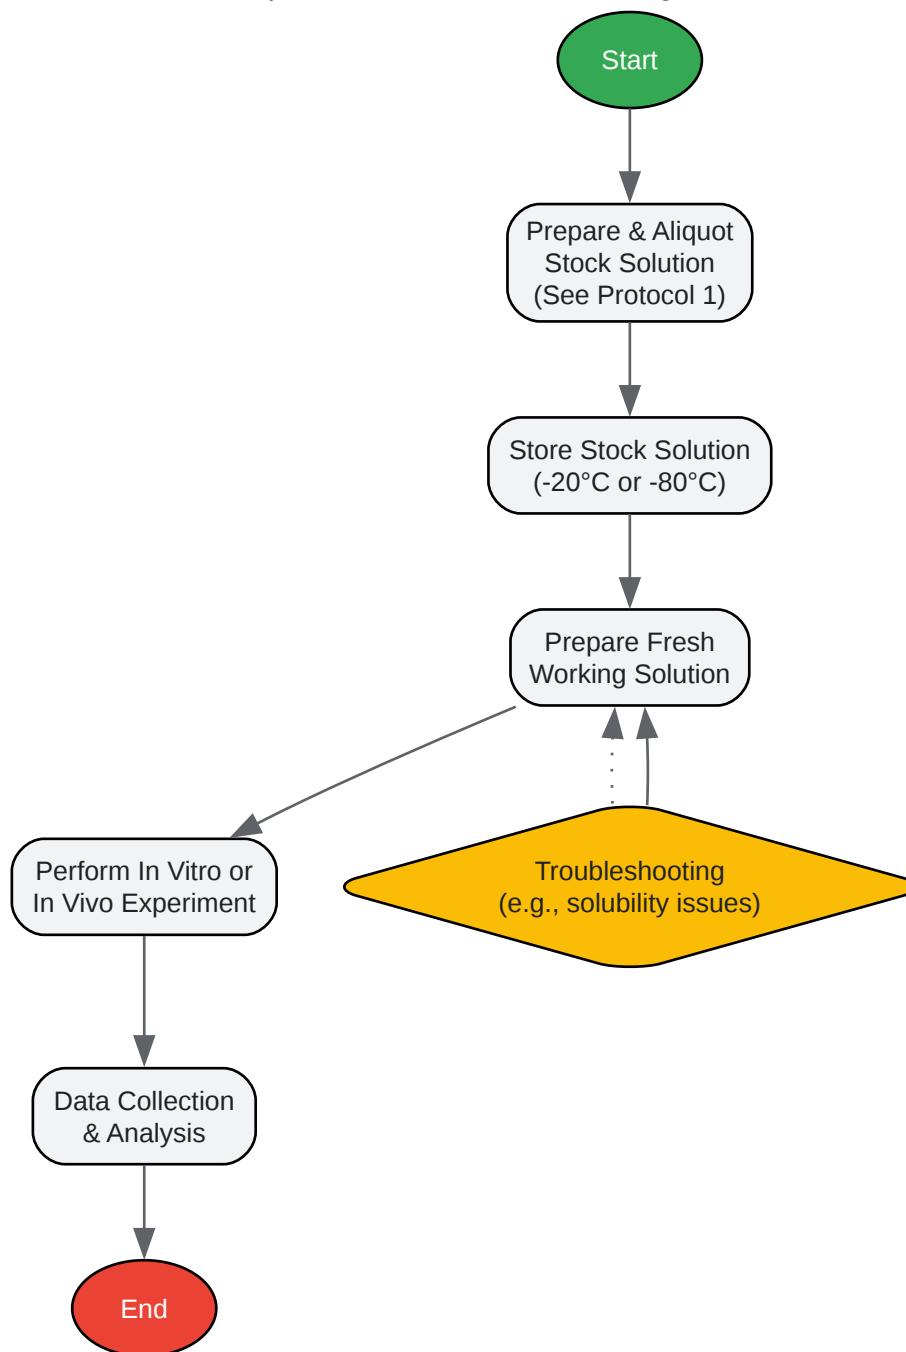 Start
Prepare & Aliquot
Stock Solution
(See Protocol 1)
Store Stock Solution
(-20°C or -80°C)
Prepare Fresh
Working Solution
Perform In Vitro or
In Vivo Experiment
Troubleshooting
(e.g., solubility issues)
Data Collection
& Analysis
End